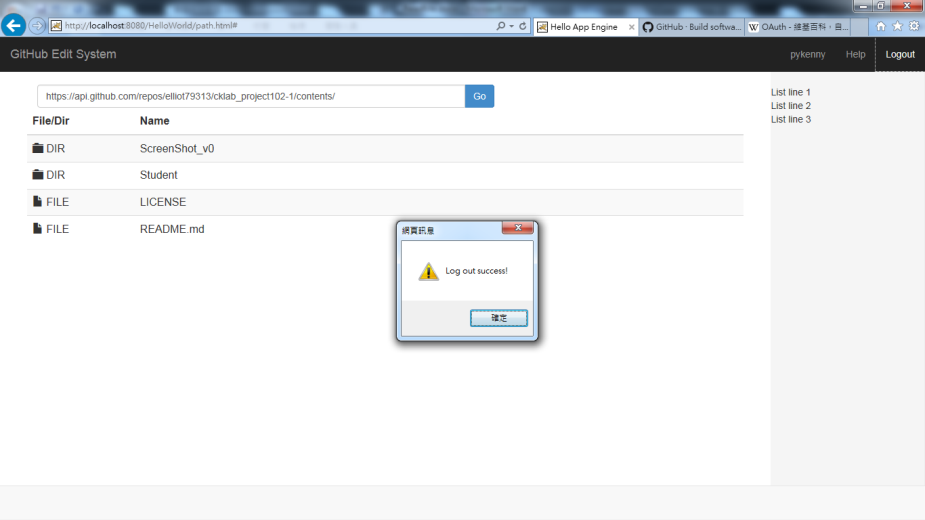 http://localhost:8080/HelloWorld/path.html#
Hello App Engine
GitHub · Build softwa...
OAuth - 維基百科，自...
GitHub Edit System
pykenny
Help
Logout
https://api.github.com/repos/elliot79313/cklab_project102-1/contents/
Go
List line 1
List line 2
List line 3
File/Dir Name
DIR ScreenShot_v0
DIR Student
FILE LICENSE
FILE README.md
網頁訊息
Log out success!
確定